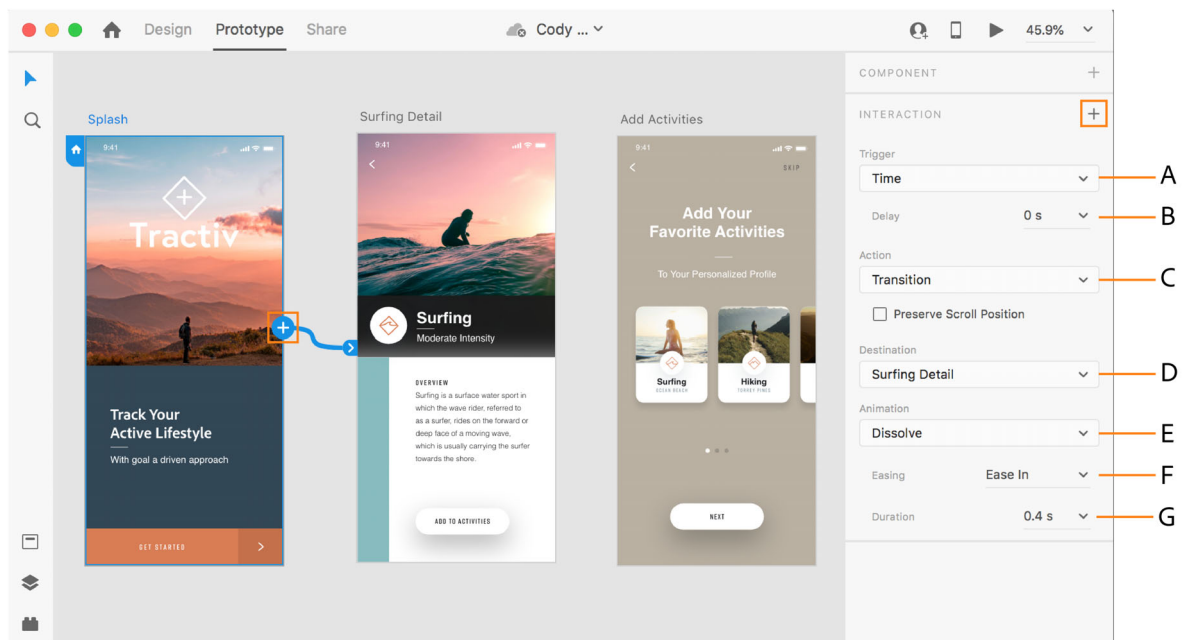 Design Prototype Share Cody ... 45.9%
COMPONENT
INTERACTION
Trigger
Time A
Delay 0 s B
Action
Transition C
Preserve Scroll Position
Destination
Surfing Detail D
Animation
Dissolve E
Easing Ease In F
Duration 0.4 s G
Splash
9:41
Tractiv
Track Your
Active Lifestyle
With goal a driven approach
GET STARTED
Surfing Detail
9:41
Surfing
Moderate Intensity
OVERVIEW
Surfing is a surface water sport in
which the wave rider, referred to
as a surfer, rides on the forward or
deep face of a moving wave,
which is usually carrying the surfer
towards the shore.
ADD TO ACTIVITIES
Add Activities
9:41
SKIP
Add Your
Favorite Activities
To Your Personalized Profile
Surfing
OCEAN BEACH
Hiking
TORREY PINES
NEXT